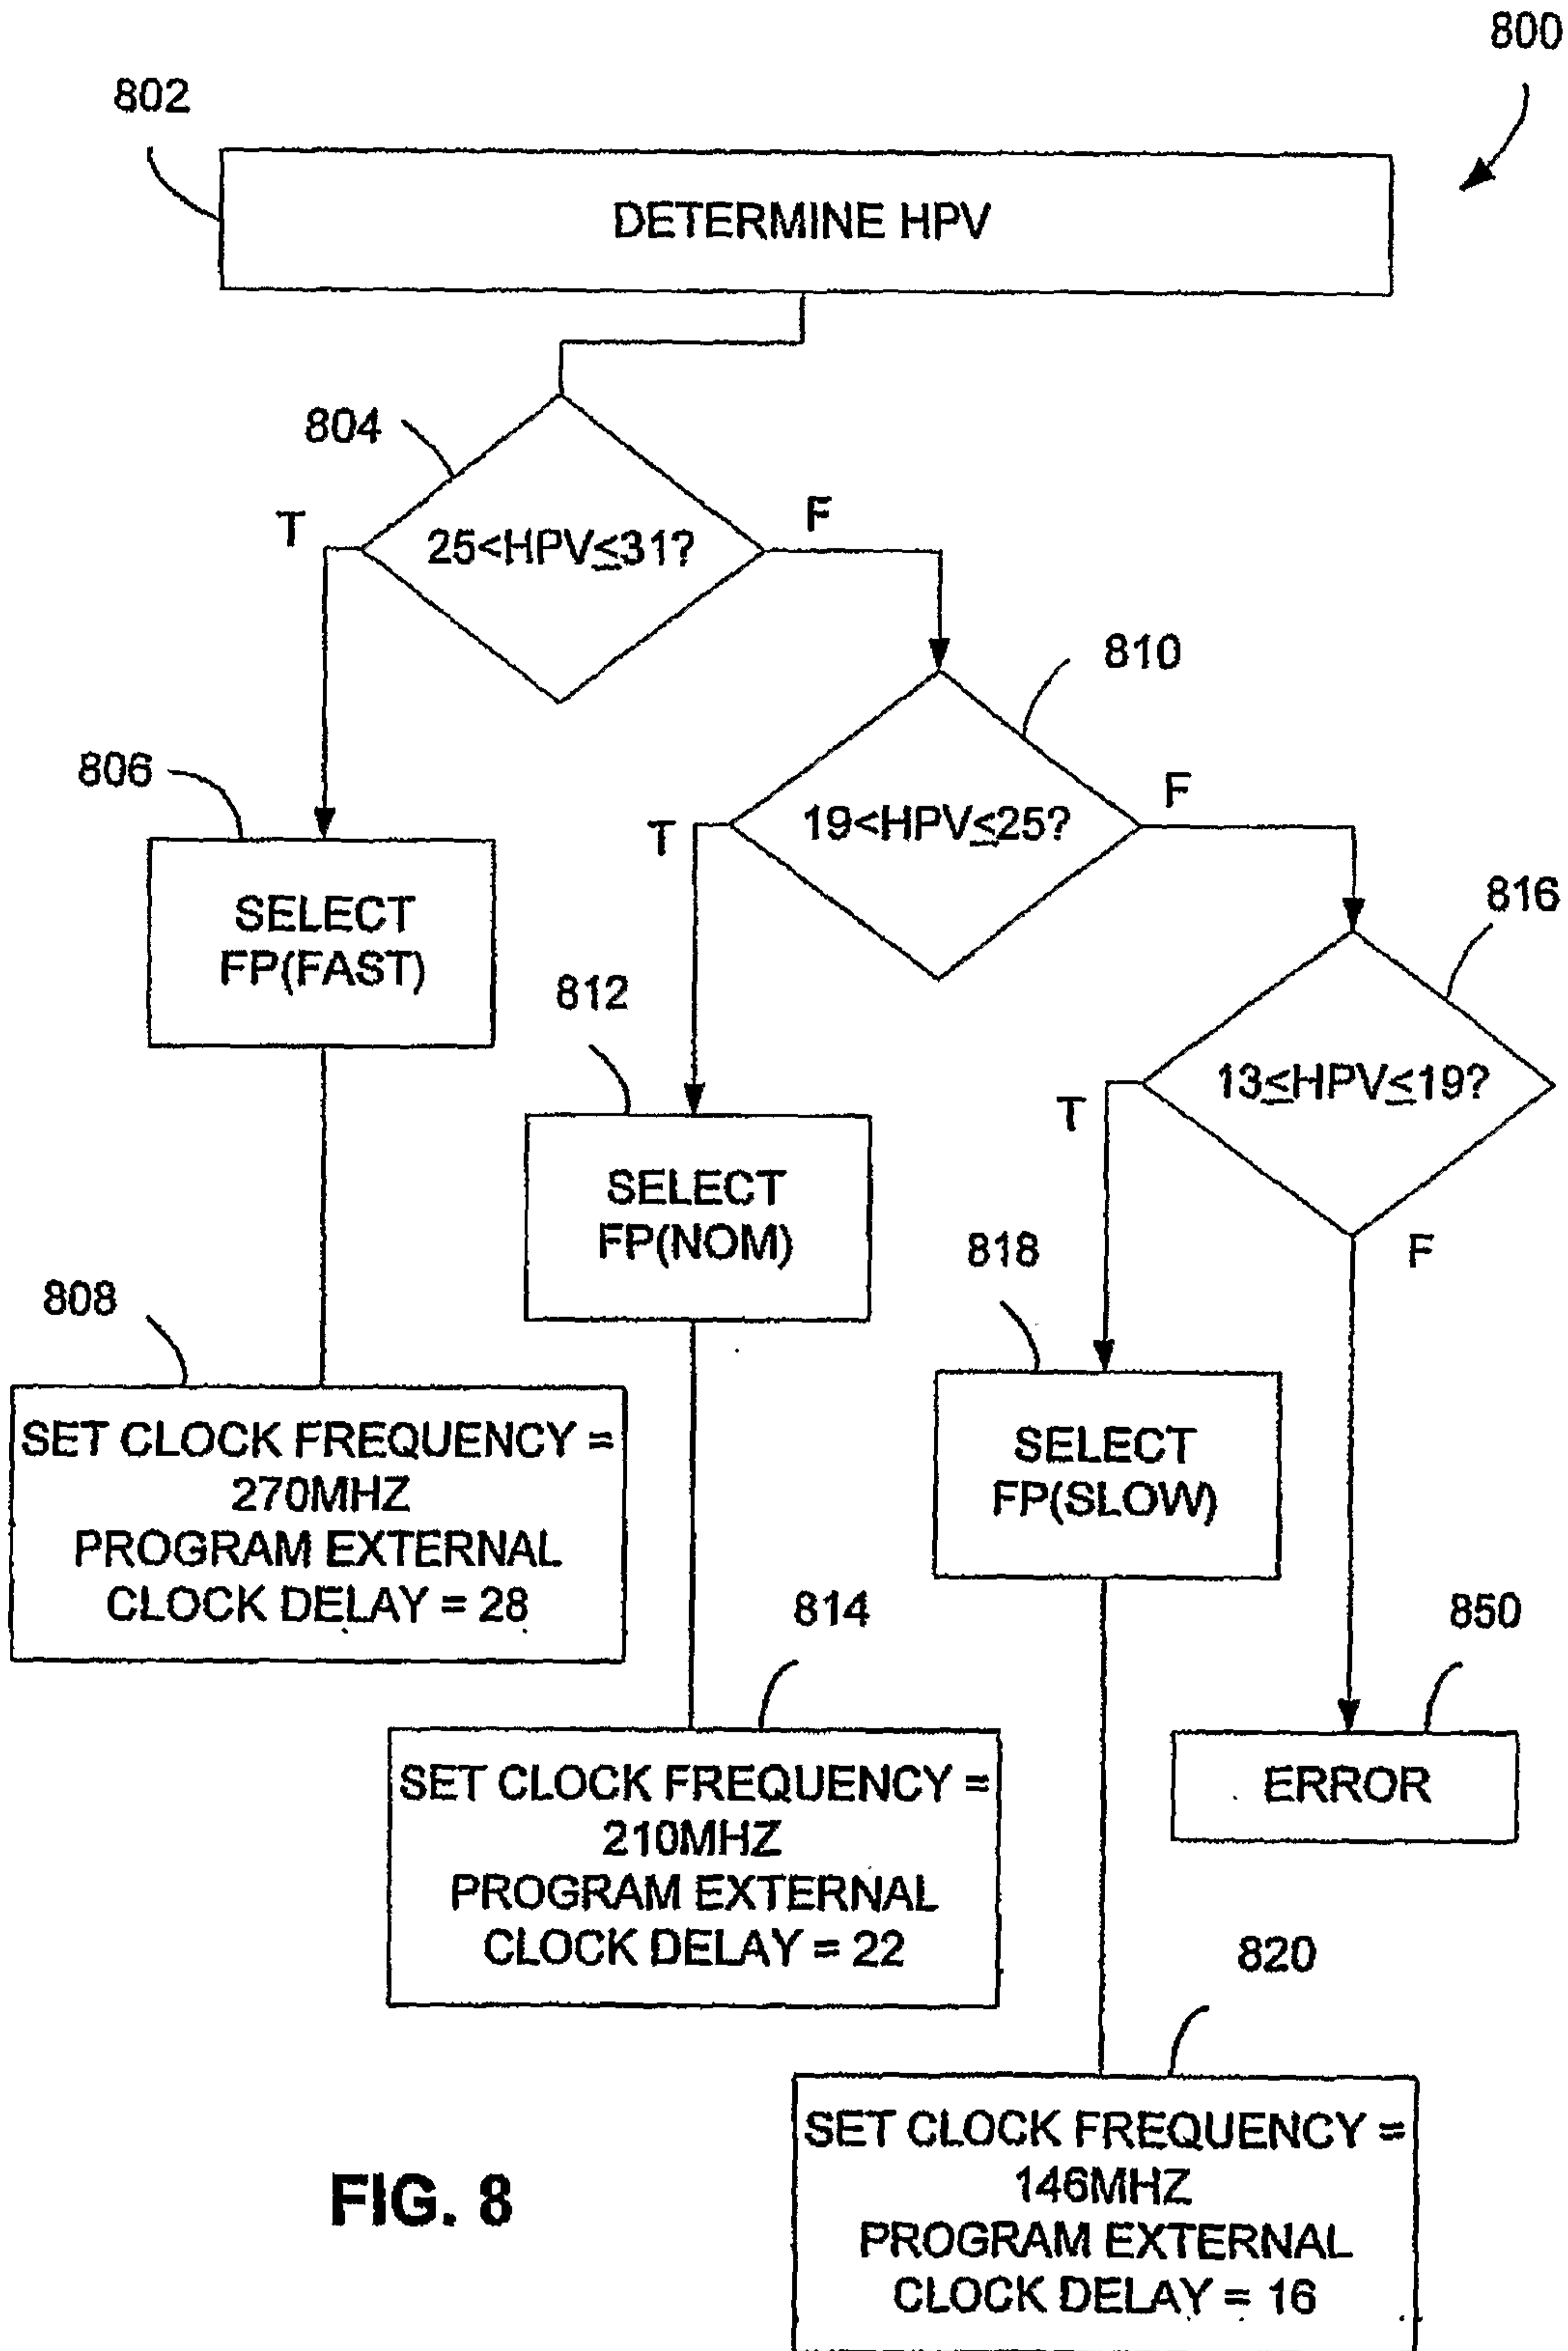 800
802
DETERMINE HPV
804
T
F
25<HPV≤31?
810
806
T
19<HPV≤25?
F
816
SELECT
FP(FAST)
812
13≤HPV≤19?
T
SELECT
FP(NOM)
818
F
808
SET CLOCK FREQUENCY =
270MHZ
PROGRAM EXTERNAL
CLOCK DELAY = 28
SELECT
FP(SLOW)
814
850
SET CLOCK FREQUENCY =
210MHZ
PROGRAM EXTERNAL
CLOCK DELAY = 22
ERROR
820
SET CLOCK FREQUENCY =
146MHZ
PROGRAM EXTERNAL
CLOCK DELAY = 16
FIG. 8